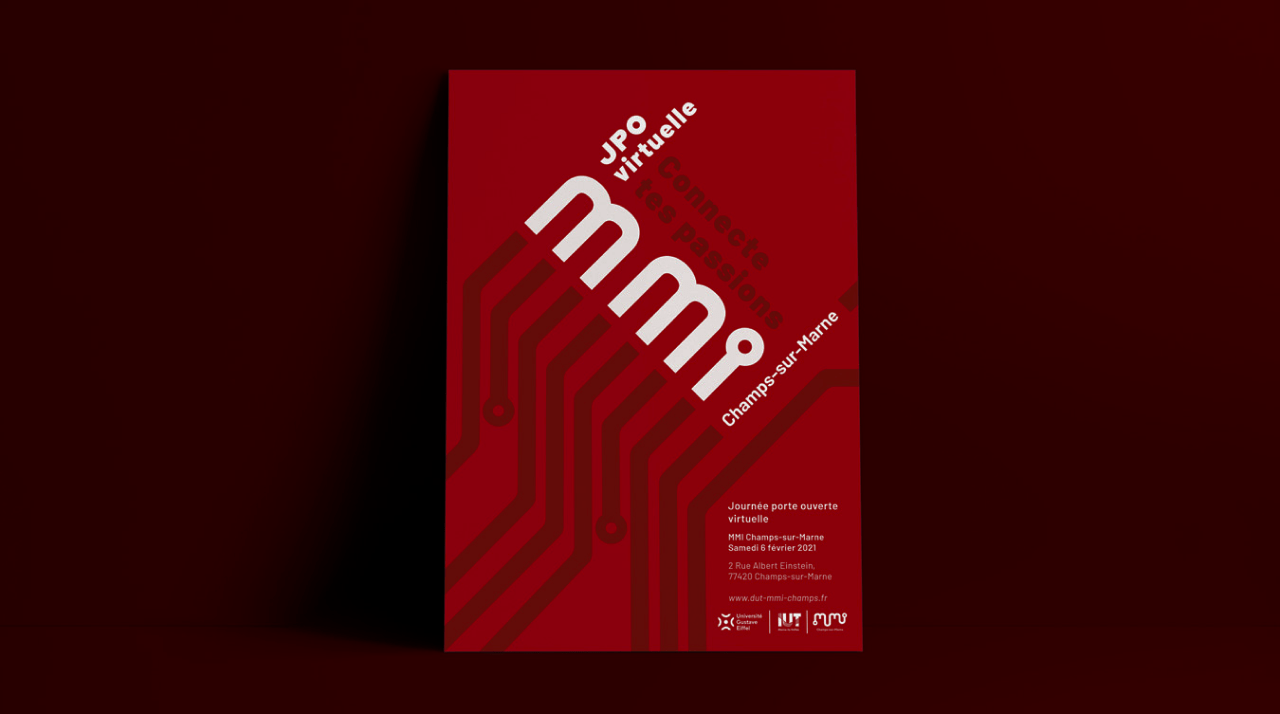 JPO
virtuelle
Connecte
tes passions
mmi
Champs-sur-Marne
Journée porte ouverte
virtuelle
MMI Champs-sur-Marne
Samedi 6 février 2021
2 Rue Albert Einstein,
77420 Champs-sur-Marne
www.dut-mmi-champs.fr
Université
Gustave
Eiffel
IUT
mmi